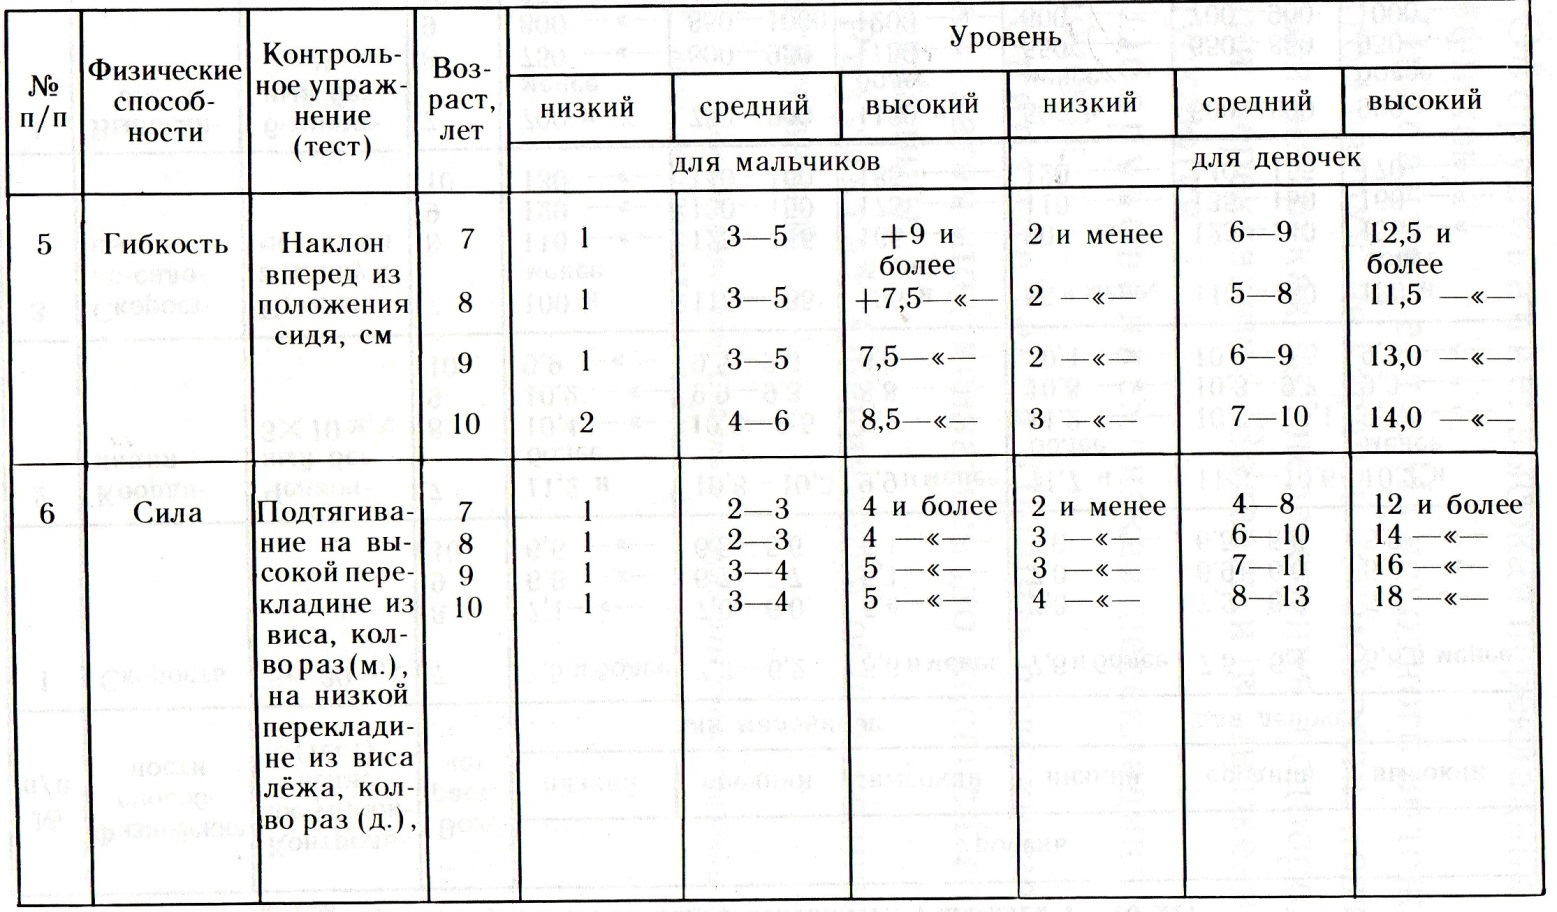 № п/п
Физические способ-
ности
Контроль-
ное упраж-
нение
(тест)
Воз-
раст,
лет
Уровень
низкий средний высокий низкий средний высокий
для мальчиков для девочек
5 Гибкость Наклон
вперед из
положения
сидя, см
7 1 3—5 +9 и более 2 и менее 6—9 12,5 и более
8 1 3—5 +7,5—«— 2 —«— 5—8 11,5 —«—
9 1 3—5 7,5—«— 2 —«— 6—9 13,0 —«—
10 2 4—6 8,5—«— 3 —«— 7—10 14,0 —«—
6 Сила Подтягива-
ние на вы-
сокой пере-
кладине из
виса, кол-
во раз (м.),
на низкой
переклади-
не из виса
лёжа, кол-
во раз (д.),
7 1 2—3 4 и более 2 и менее 4—8 12 и более
8 1 2—3 4 —«— 3 —«— 6—10 14 —«—
9 1 3—4 5 —«— 3 —«— 7—11 16 —«—
10 1 3—4 5 —«— 4 —«— 8—13 18 —«—